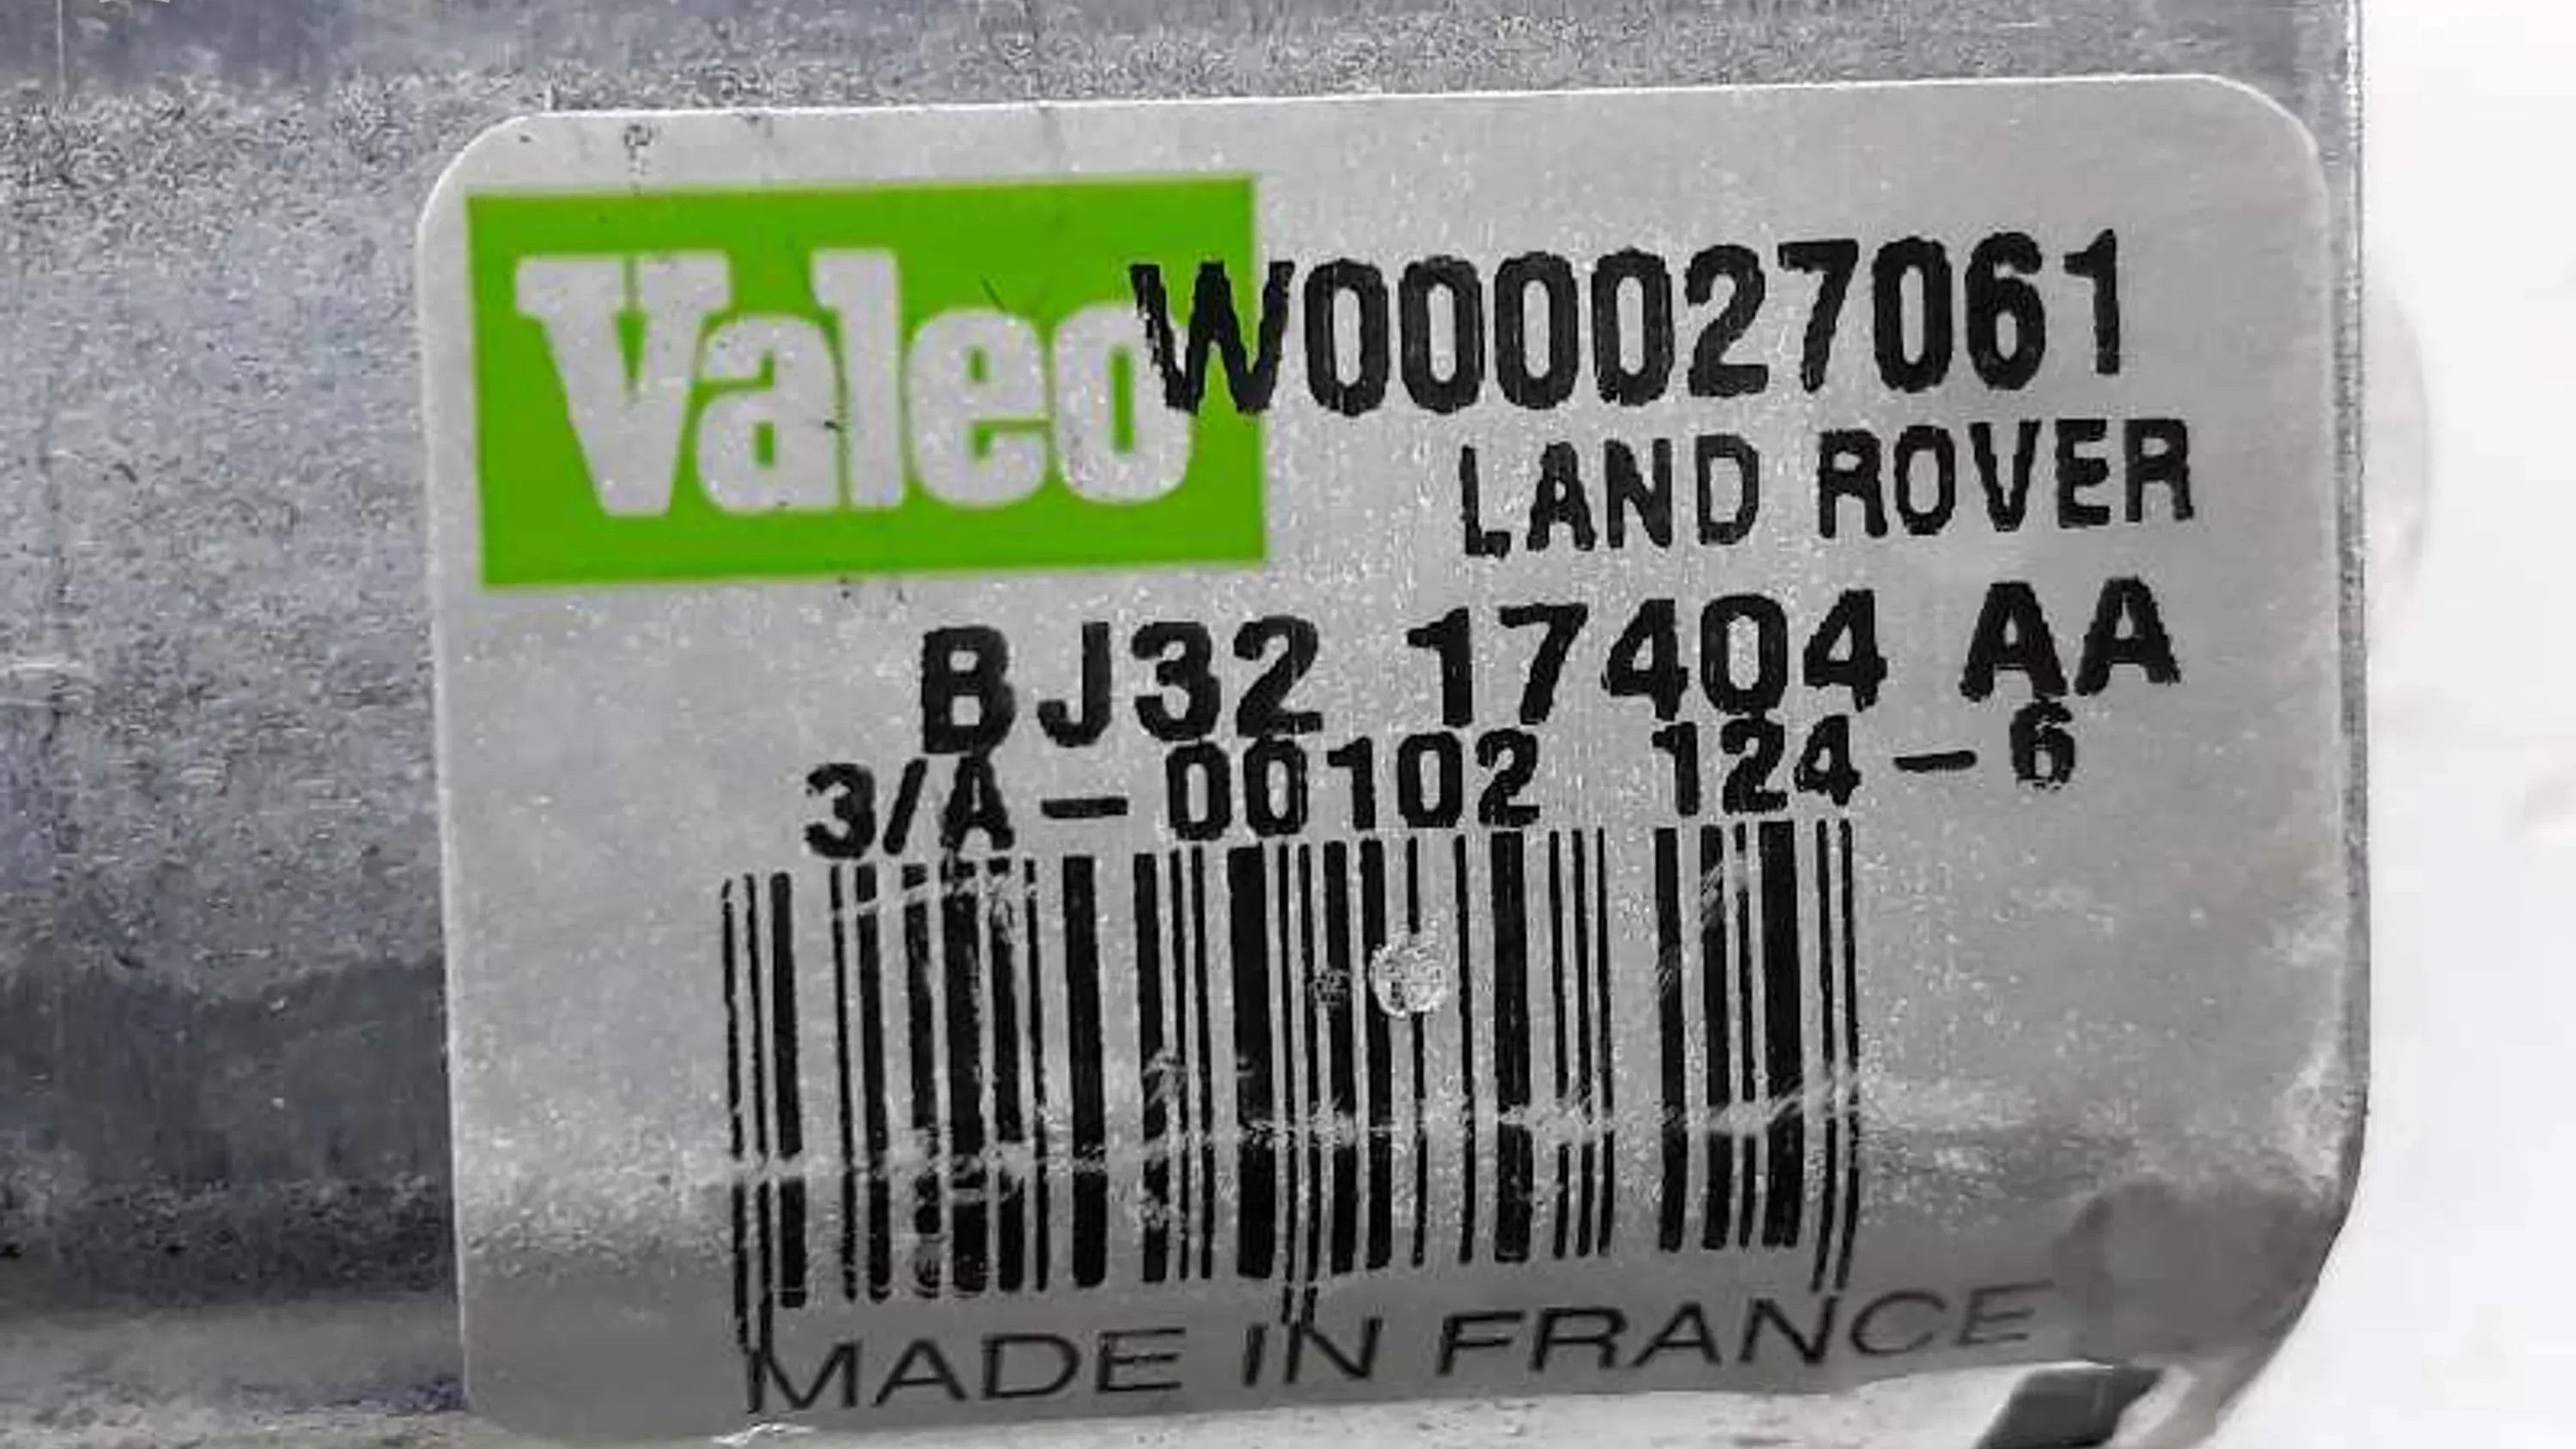 Valeo W000027061
LAND ROVER
BJ32 17404 AA
3/A-00102 124-6
MADE IN FRANCE